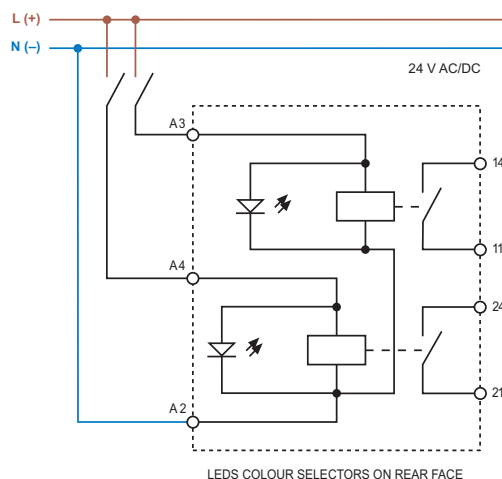 L (+)
N (–)
24 V AC/DC
A3
14
11
A4
24
21
A2
LEDS COLOUR SELECTORS ON REAR FACE